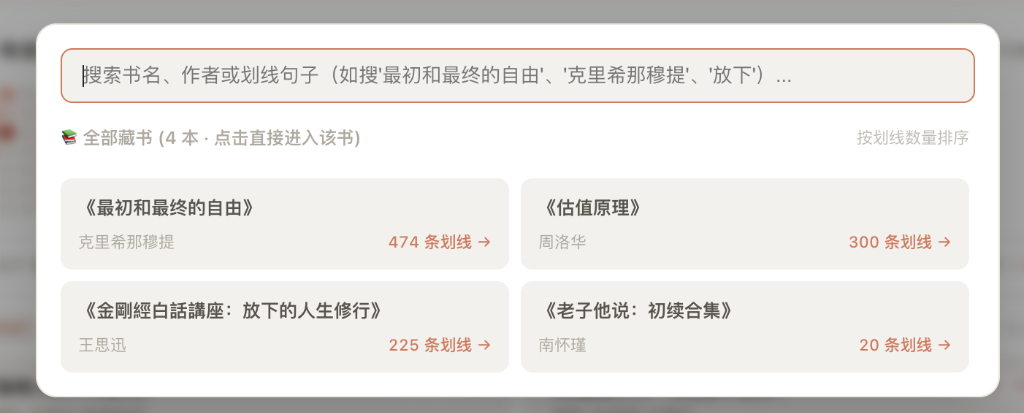 搜索书名、作者或划线句子（如搜'最初和最终的自由'、'克里希那穆提'、'放下'）...
📚 全部藏书 (4 本 · 点击直接进入该书)
按划线数量排序
《最初和最终的自由》
克里希那穆提
474 条划线 →
《估值原理》
周洛华
300 条划线 →
《金剛經白話講座：放下的人生修行》
王思迅
225 条划线 →
《老子他说：初续合集》
南怀瑾
20 条划线 →